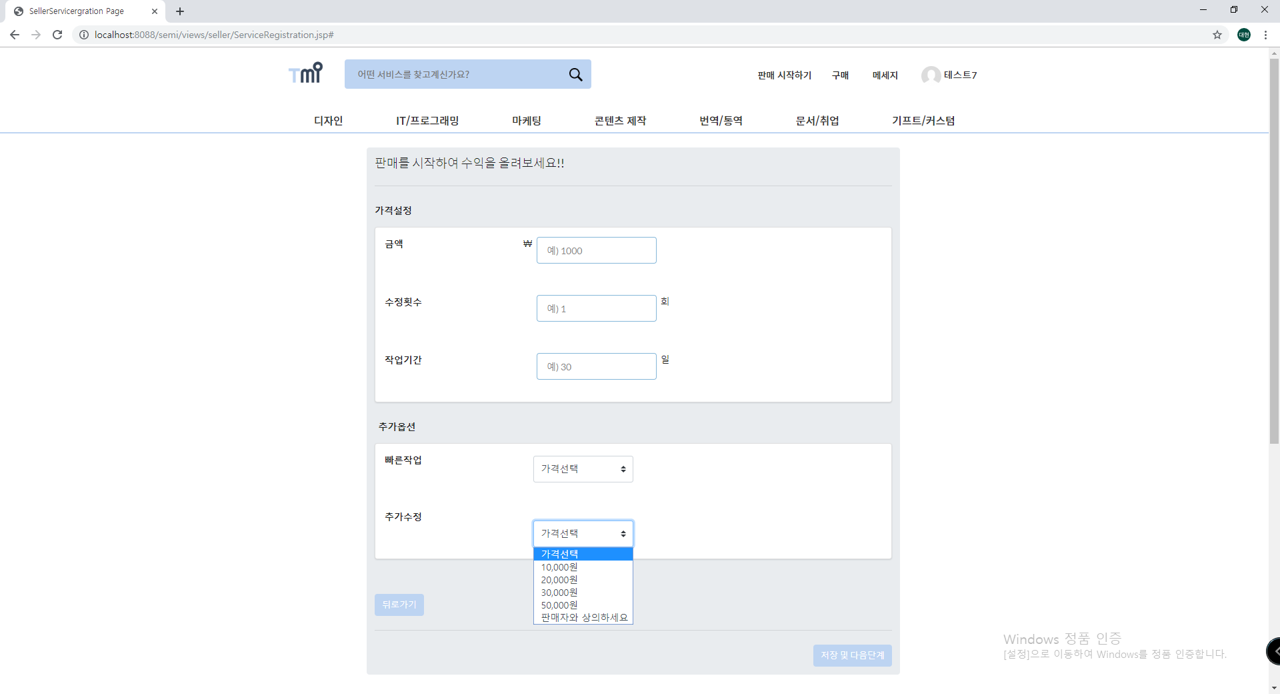 SellerServicergration Page
localhost:8088/semi/views/seller/ServiceRegistration.jsp#
대현
TMI
어떤 서비스를 찾고계신가요?
판매 시작하기 구매 메세지 테스트7
디자인 IT/프로그래밍 마케팅 콘텐츠 제작 번역/통역 문서/취업 기프트/커스텀
판매를 시작하여 수익을 올려보세요!!
가격설정
금액 ₩ 예) 1000
수정횟수 예) 1 회
작업기간 예) 30 일
추가옵션
빠른작업 가격선택
추가수정 가격선택
가격선택
10,000원
20,000원
30,000원
50,000원
판매자와 상의하세요
뒤로가기
저장 및 다음단계
Windows 정품 인증
[설정]으로 이동하여 Windows를 정품 인증합니다.